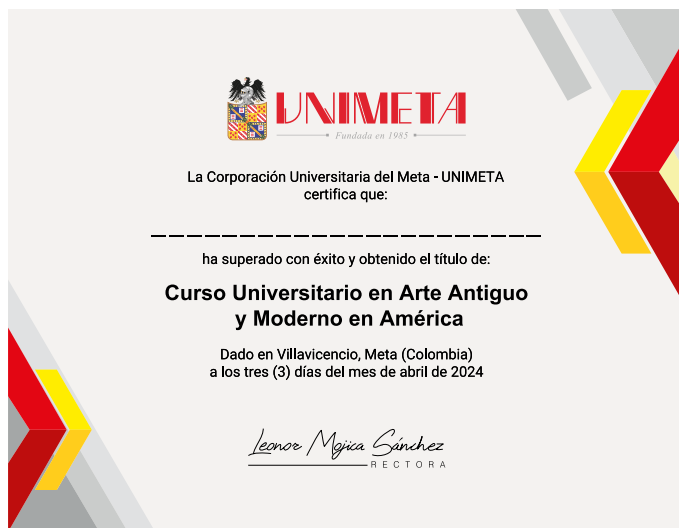 UNIMETA
Fundada en 1985
La Corporación Universitaria del Meta - UNIMETA
certifica que:
ha superado con éxito y obtenido el título de:
Curso Universitario en Arte Antiguo
y Moderno en América
Dado en Villavicencio, Meta (Colombia)
a los tres (3) días del mes de abril de 2024
Leonor Mojica Sánchez
RECTORA